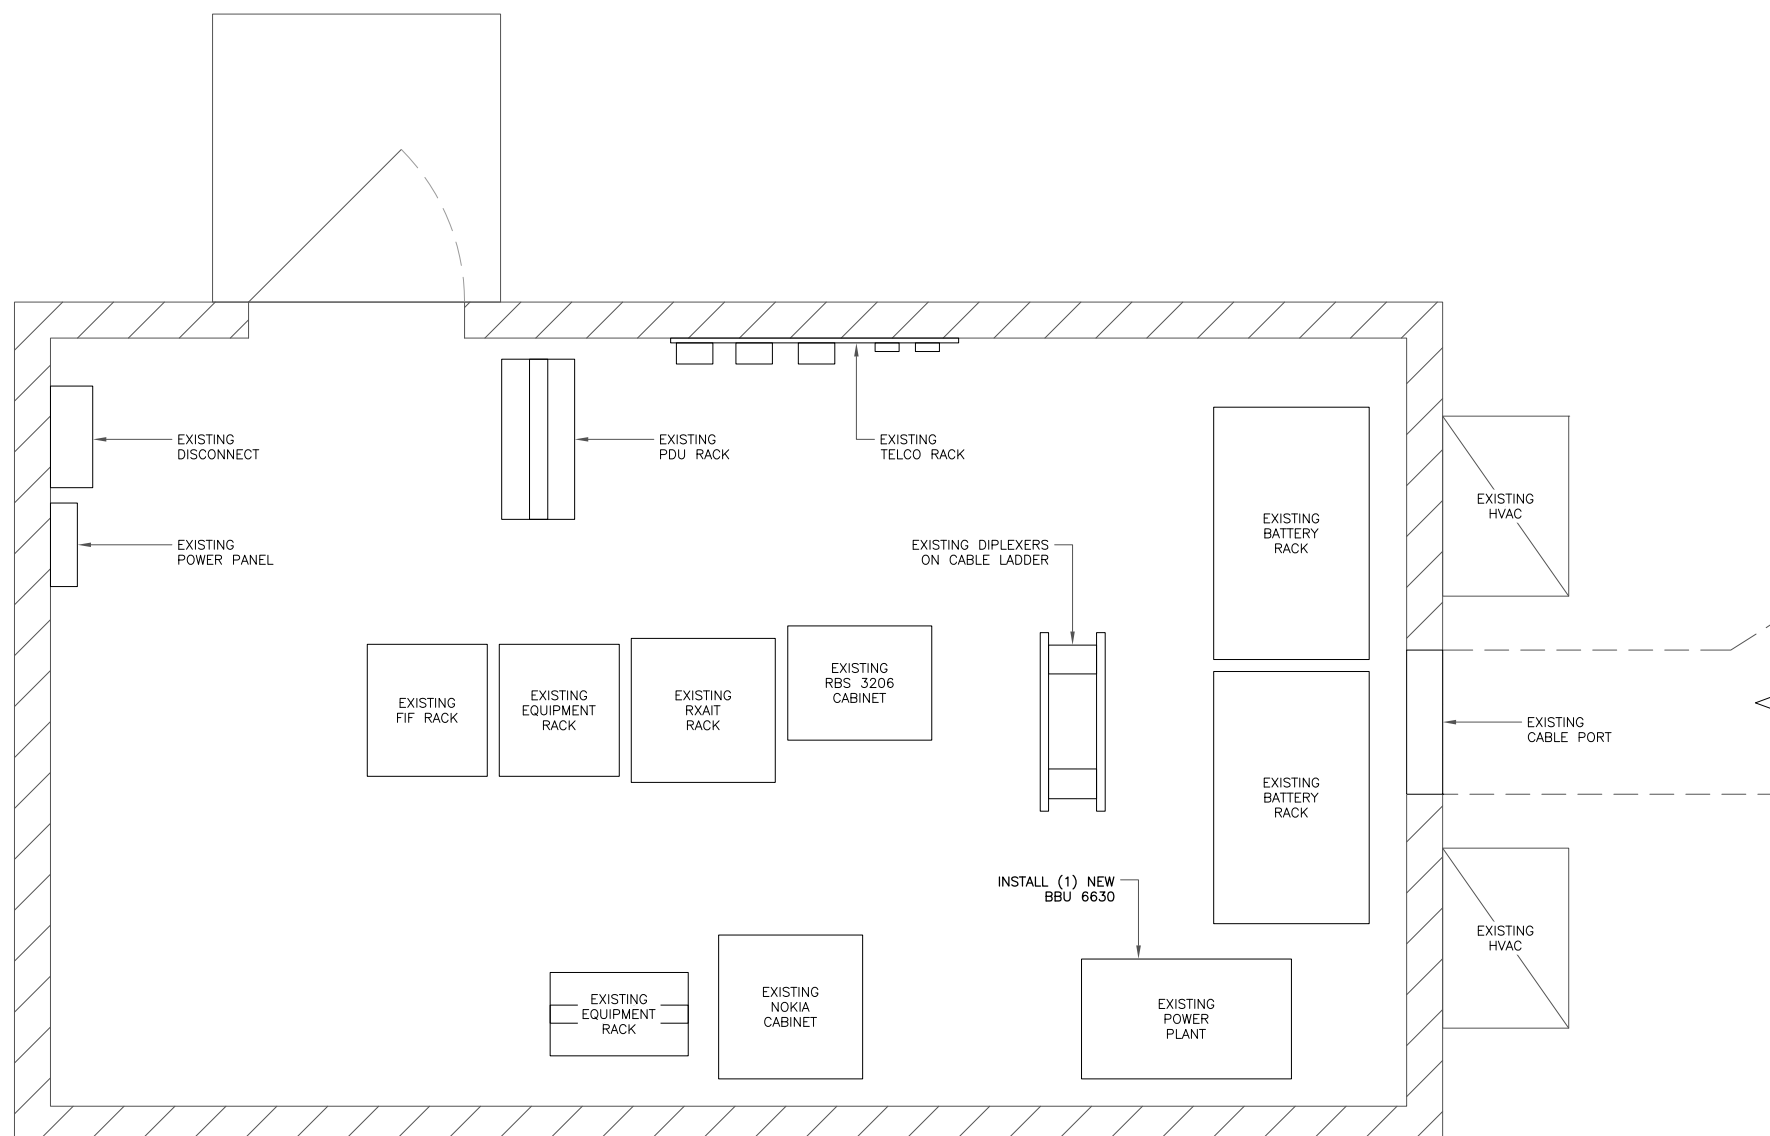 EXISTING
DISCONNECT
EXISTING
PDU RACK
EXISTING
TELCO RACK
EXISTING
HVAC
EXISTING
BATTERY
RACK
EXISTING
POWER PANEL
EXISTING DIPLEXERS
ON CABLE LADDER
EXISTING
FIF RACK
EXISTING
EQUIPMENT
RACK
EXISTING
RXAIT
RACK
EXISTING
RBS 3206
CABINET
EXISTING
CABLE PORT
EXISTING
BATTERY
RACK
INSTALL (1) NEW
BBU 6630
EXISTING
HVAC
EXISTING
EQUIPMENT
RACK
EXISTING
NOKIA
CABINET
EXISTING
POWER
PLANT